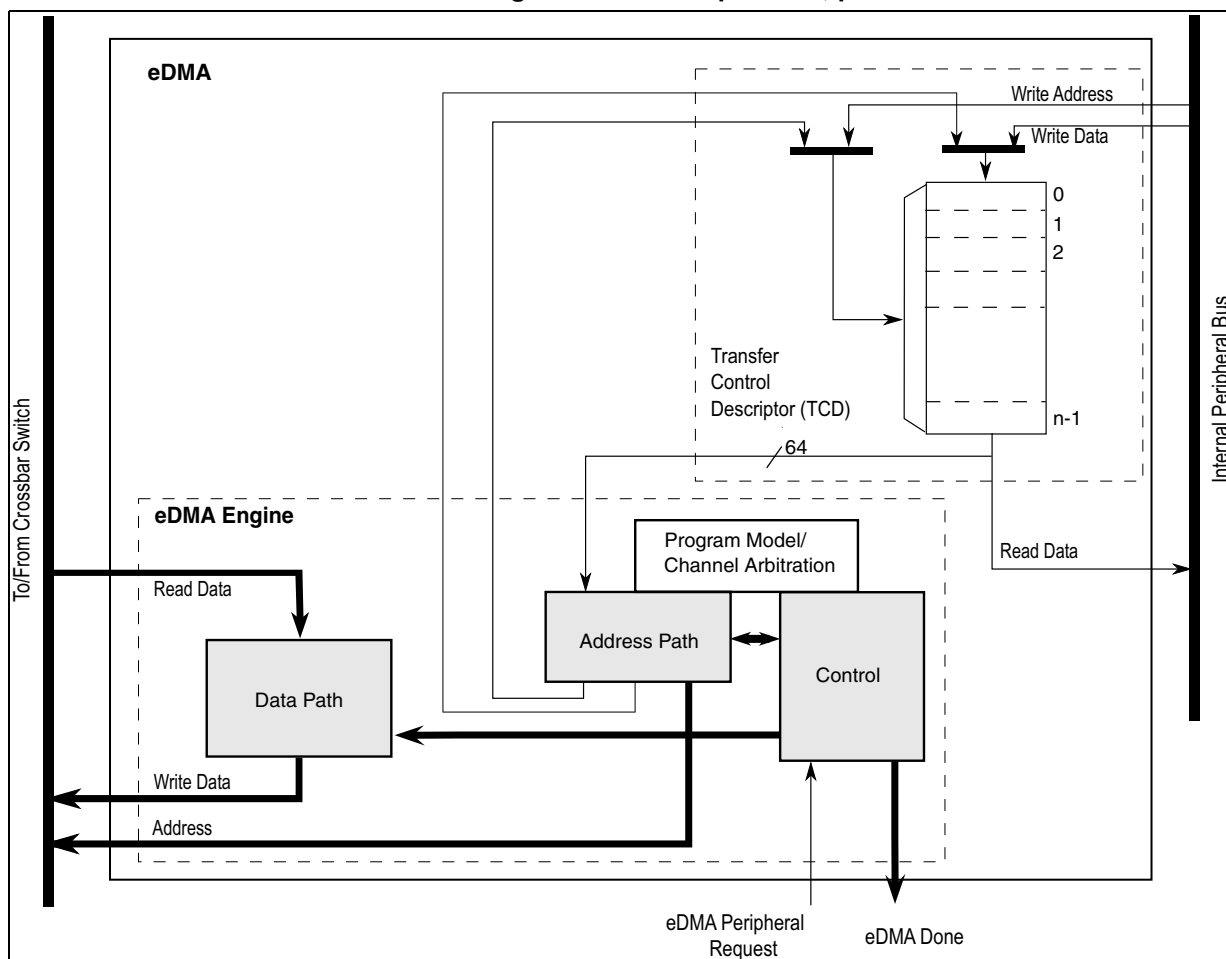 eDMA
Write Address
Write Data
0
1
2
n-1
Transfer
Control
Descriptor (TCD)
64
To/From Crossbar Switch
Internal Peripheral Bus
eDMA Engine
Program Model/
Channel Arbitration
Read Data
Read Data
Address Path
Control
Data Path
Write Data
Address
eDMA Peripheral
Request
eDMA Done